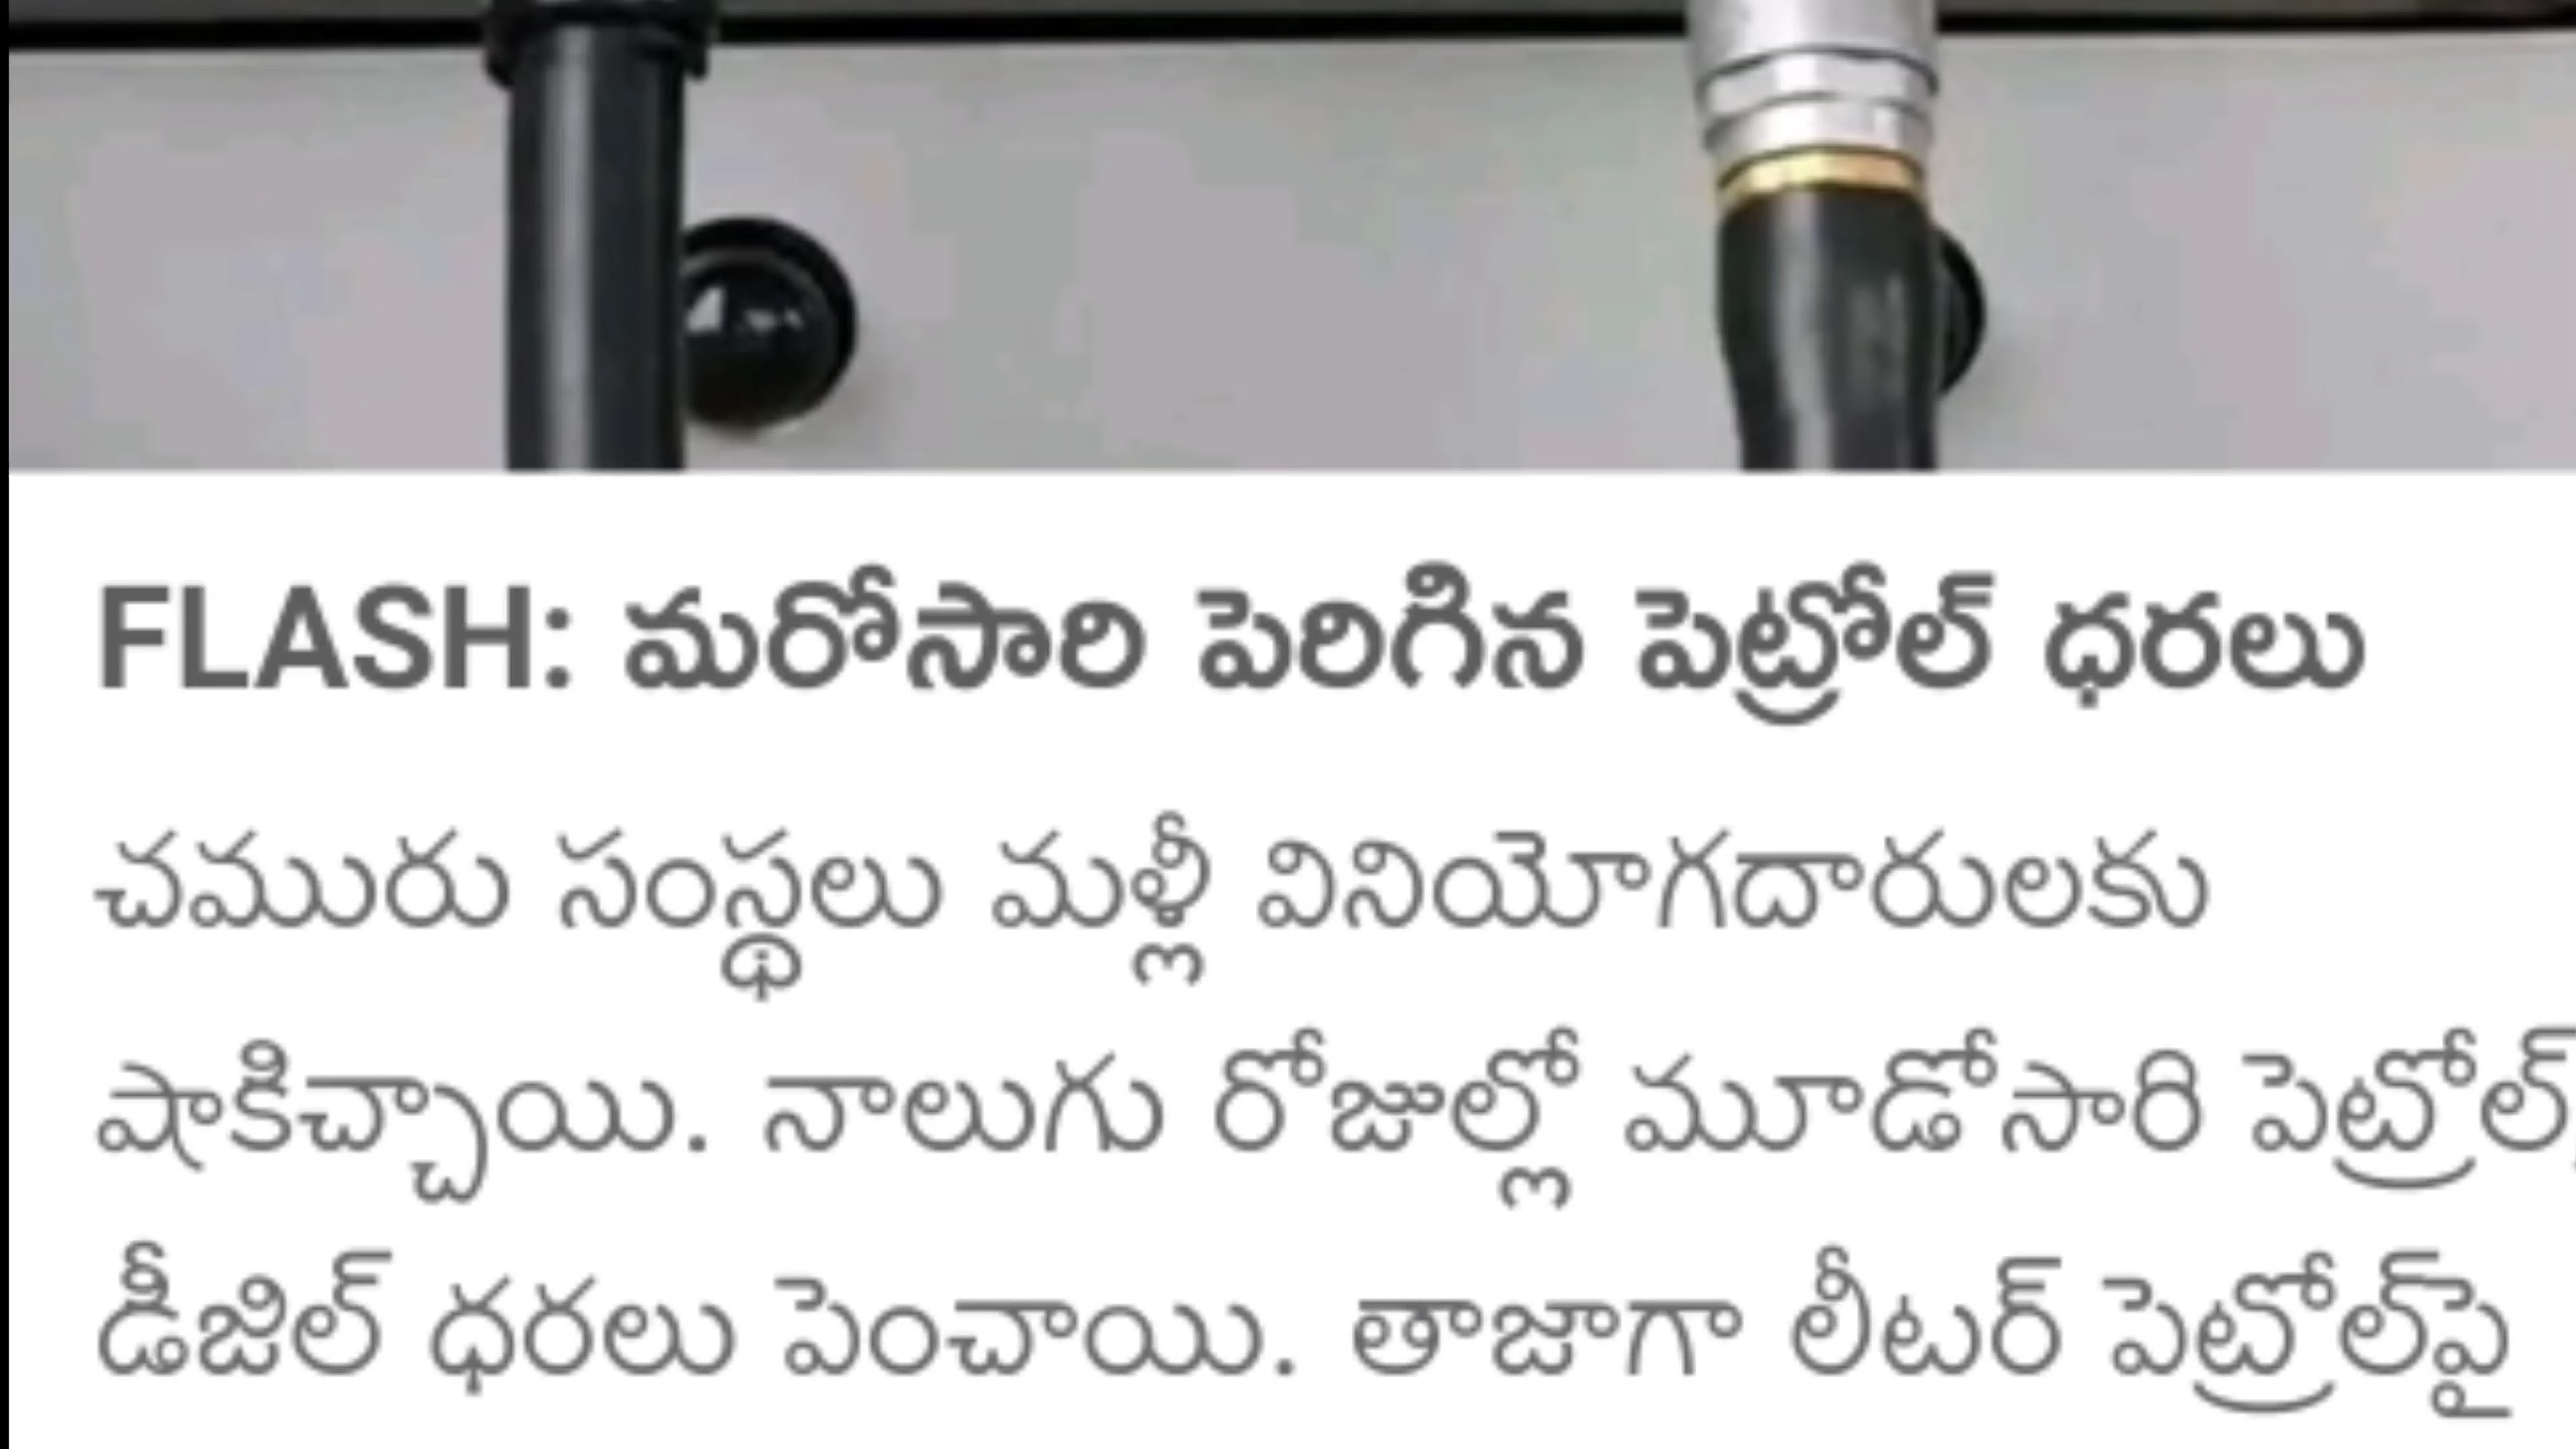 FLASH: మరోసారి పెరిగిన పెట్రోల్ ధరలు
చమురు సంస్థలు మళ్లీ వినియోగదారులకు
షాకిచ్చాయి. నాలుగు రోజుల్లో మూడోసారి పెట్రోల్,
డీజిల్ ధరలు పెంచాయి. తాజాగా లీటర్ పెట్రోల్‌పై